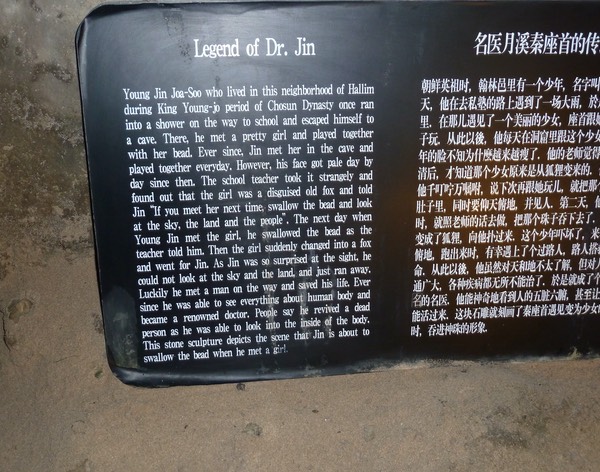 Legend of Dr. Jin
Young Jin Joa-Soo who lived in this neighborhood of Hallim
during King Young-jo period of Chosun Dynasty once ran
into a shower on the way to school and escaped himself to
a cave. There, he met a pretty girl and played together
with her bead. Ever since, Jin met her in the cave and
played together everyday. However, his face got pale day by
day since then. The school teacher took it strangely and
found out that the girl was a disguised old fox and told
Jin "If you meet her next time, swallow the bead and look
at the sky, the land and the people". The next day when
Young Jin met the girl, he swallowed the bead as the
teacher told him. Then the girl suddenly changed into a fox
and went for Jin. As Jin was so surprised at the sight, he
could not look at the sky and the land, and just ran away.
Luckily he met a man on the way and saved his life. Ever
since he was able to see everything about human body and
became a renowned doctor. People say he revived a dead
person as he was able to look into the inside of the body.
This stone sculpture depicts the scene that Jin is about to
swallow the bead when he met a girl.
名医月溪秦座首的传
朝鲜英祖时，翰林邑里有一个少年，名字叫
天，他在去私塾的路上遇到了一场大雨，於
里，在那儿遇见了一个美丽的少女，座首跟她
子玩．从此以後，他每天在洞窟里跟这个少女
年的脸不知为什麽越来越瘦了．他的老师觉得
清后，才知道那个少女原来是从狐狸变来的．
他千叮咛万嘱咐，说下次再跟她玩儿，就把那个
肚子里，同时要仰天俯地，并见人．第二天，他
时，就照老师的话去做，把那个珠子吞下去了．
变成了狐狸，向他扑过来．这个少年叫坏了，来
俯地，跑出来时，有幸遇上了个过路人，路人搭
命．从此以後，他虽然对天和地不太了解，但对人
通广大，各种疾病都无所不能治了．於是就成了个
名的名医．他能神奇地看到人的五脏六腑，甚至让
能活过来．这块石雕就刻画了秦座首遇见变为少女
时，吞进神珠的形象．